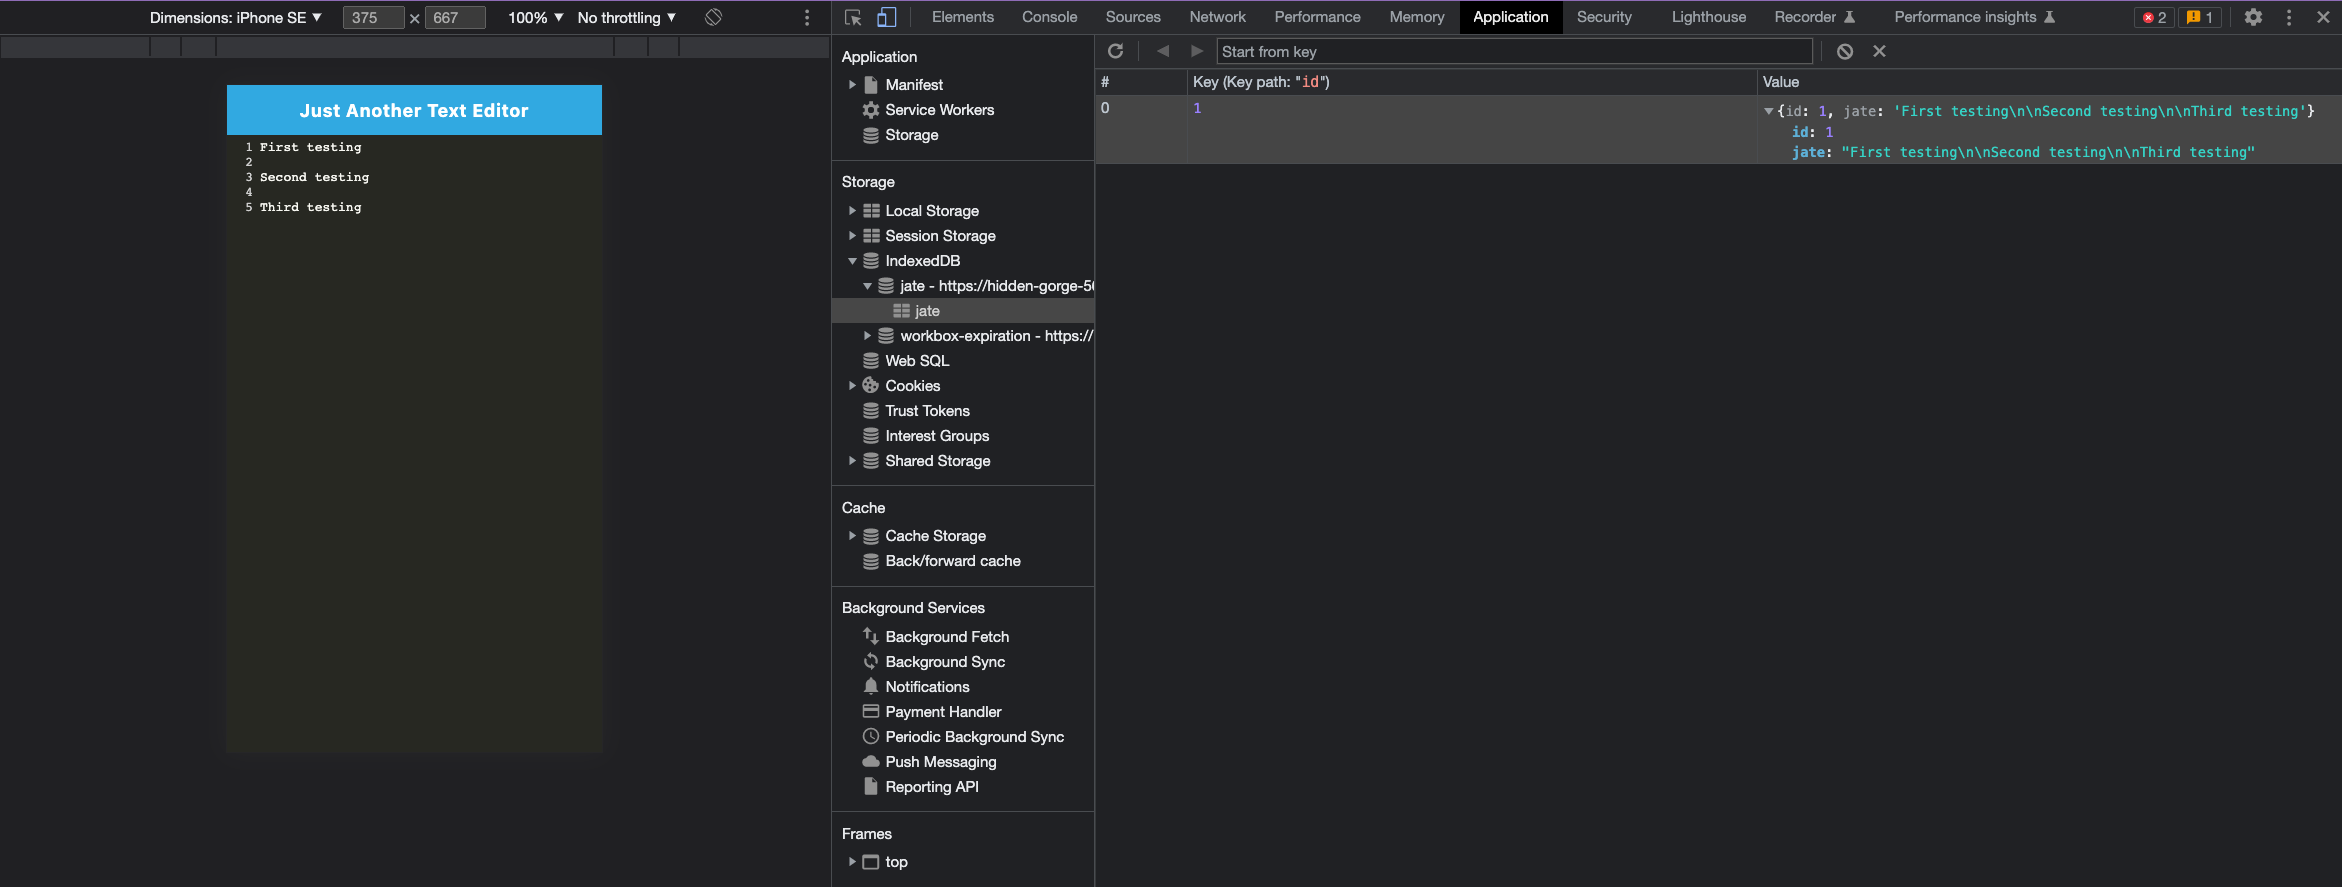 Dimensions: iPhone SE ▼ 375 × 667 100% ▼ No throttling ▼
Elements Console Sources Network Performance Memory Application Security Lighthouse Recorder Performance insights 2 1
Just Another Text Editor
1 First testing
2
3 Second testing
4
5 Third testing
Application
Manifest
Service Workers
Storage
Storage
Local Storage
Session Storage
IndexedDB
jate - https://hidden-gorge-5
jate
workbox-expiration - https://
Web SQL
Cookies
Trust Tokens
Interest Groups
Shared Storage
Cache
Cache Storage
Back/forward cache
Background Services
Background Fetch
Background Sync
Notifications
Payment Handler
Periodic Background Sync
Push Messaging
Reporting API
Frames
top
Start from key
# Key (Key path: "id") Value
0 1 {id: 1, jate: 'First testing\n\nSecond testing\n\nThird testing'}
id: 1
jate: "First testing\n\nSecond testing\n\nThird testing"